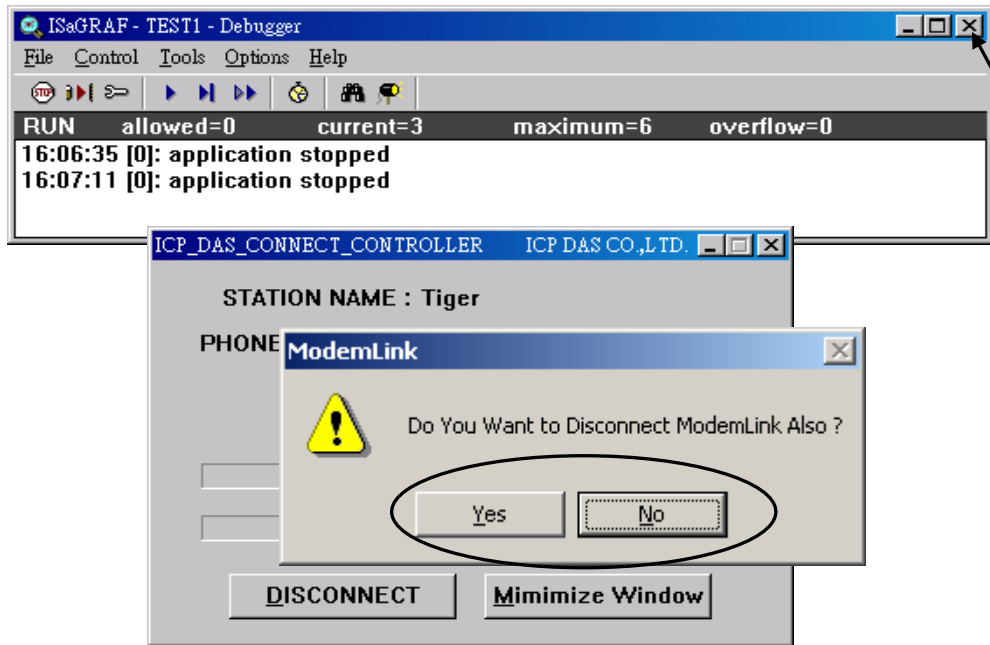 ISaGRAF - TEST1 - Debugger
File Control Tools Options Help
STOP
RUN allowed=0 current=3 maximum=6 overflow=0
16:06:35 [0]: application stopped
16:07:11 [0]: application stopped
ICP_DAS_CONNECT_CONTROLLER ICP DAS CO.,LTD.
STATION NAME : Tiger
PHONE
ModemLink
Do You Want to Disconnect ModemLink Also ?
Yes No
DISCONNECT Mimimize Window